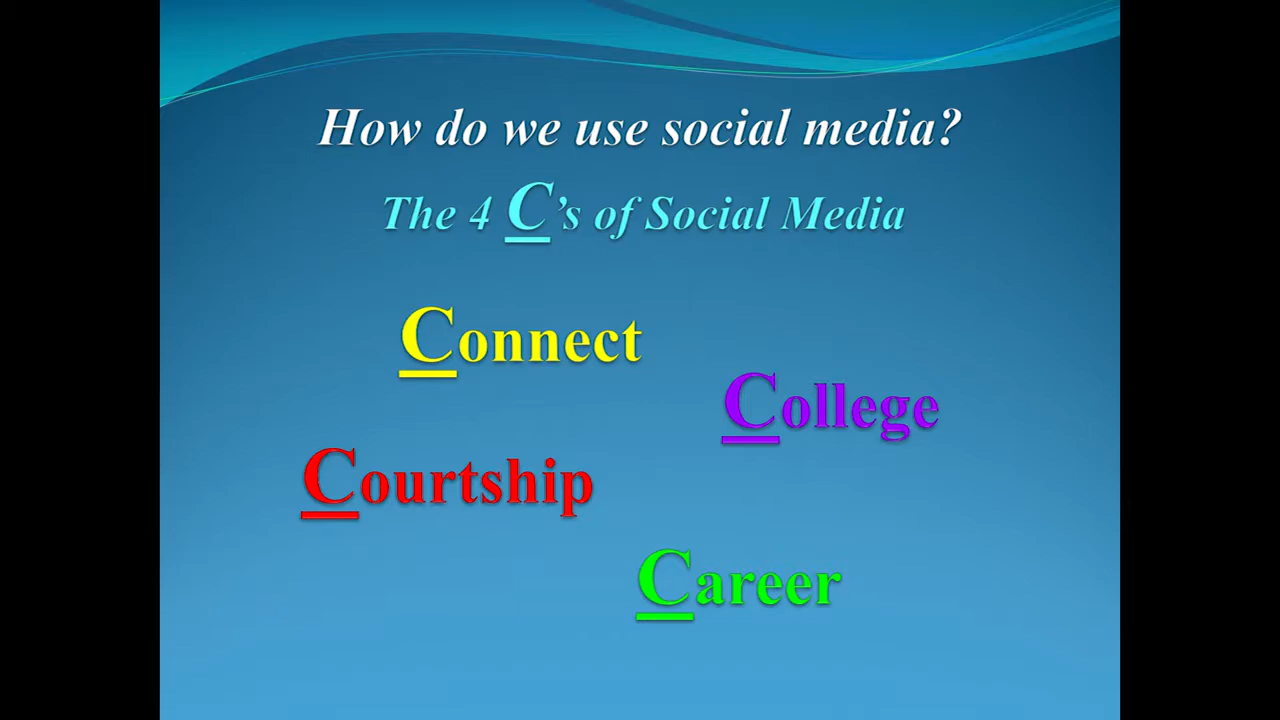 How do we use social media?
The 4 C's of Social Media
Connect
College
Courtship
Career